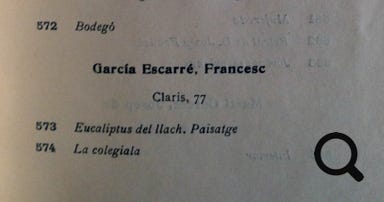 572 Bodegó
García Escarré, Francesc
Claris, 77
573 Eucaliptus del llach. Paisatge
574 La colegiala